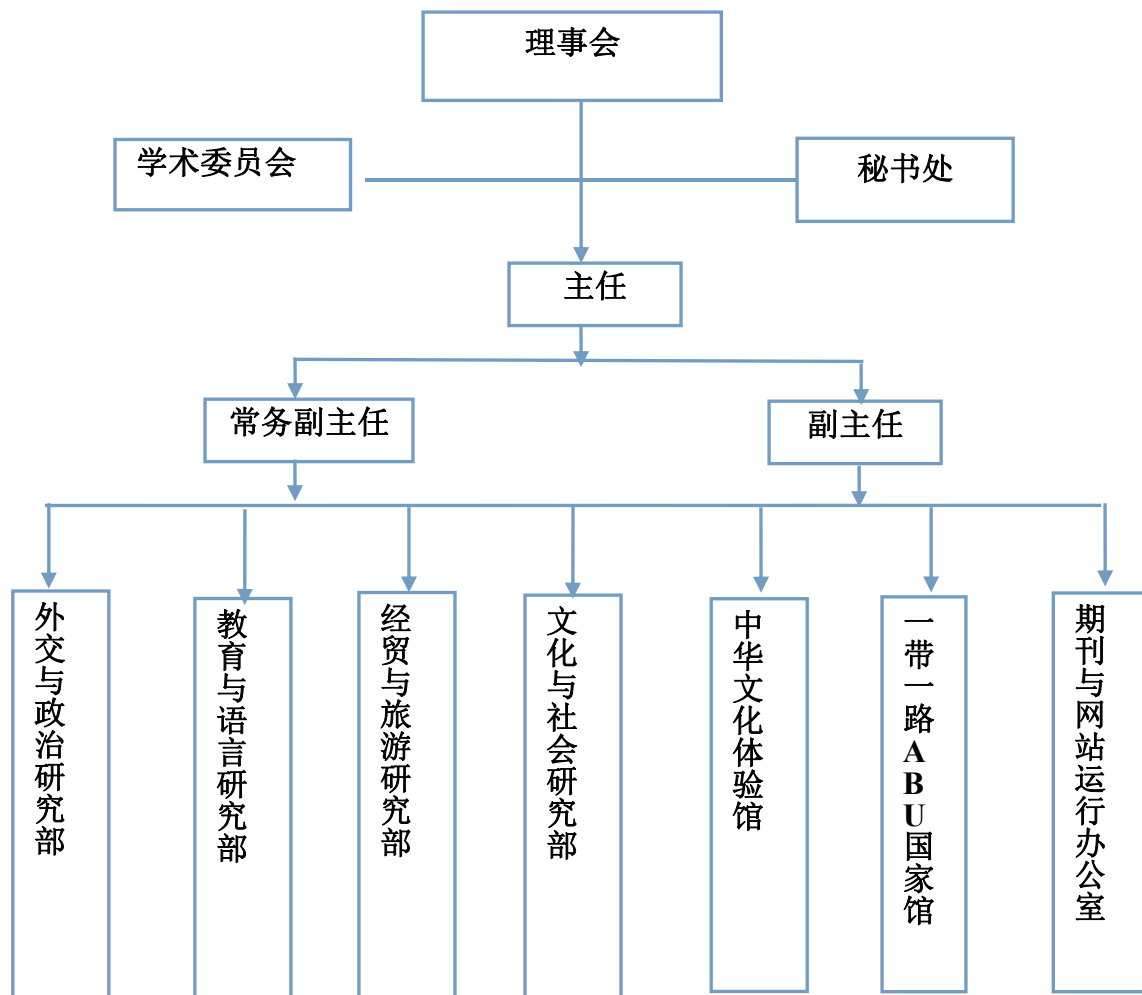 理事会
学术委员会
秘书处
主任
常务副主任
副主任
外交与政治研究部
教育与语言研究部
经贸与旅游研究部
文化与社会研究部
中华文化体验馆
一带一路ABU国家馆
期刊与网站运行办公室